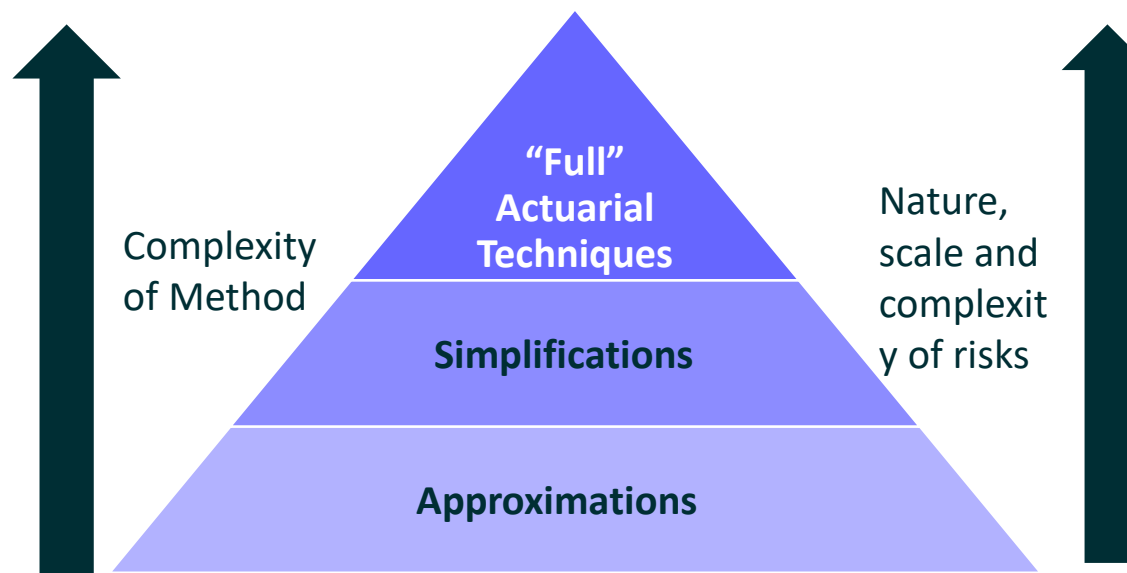 “Full”
Actuarial
Techniques
Complexity
of Method
Nature,
scale and
complexit
y of risks
Simplifications
Approximations